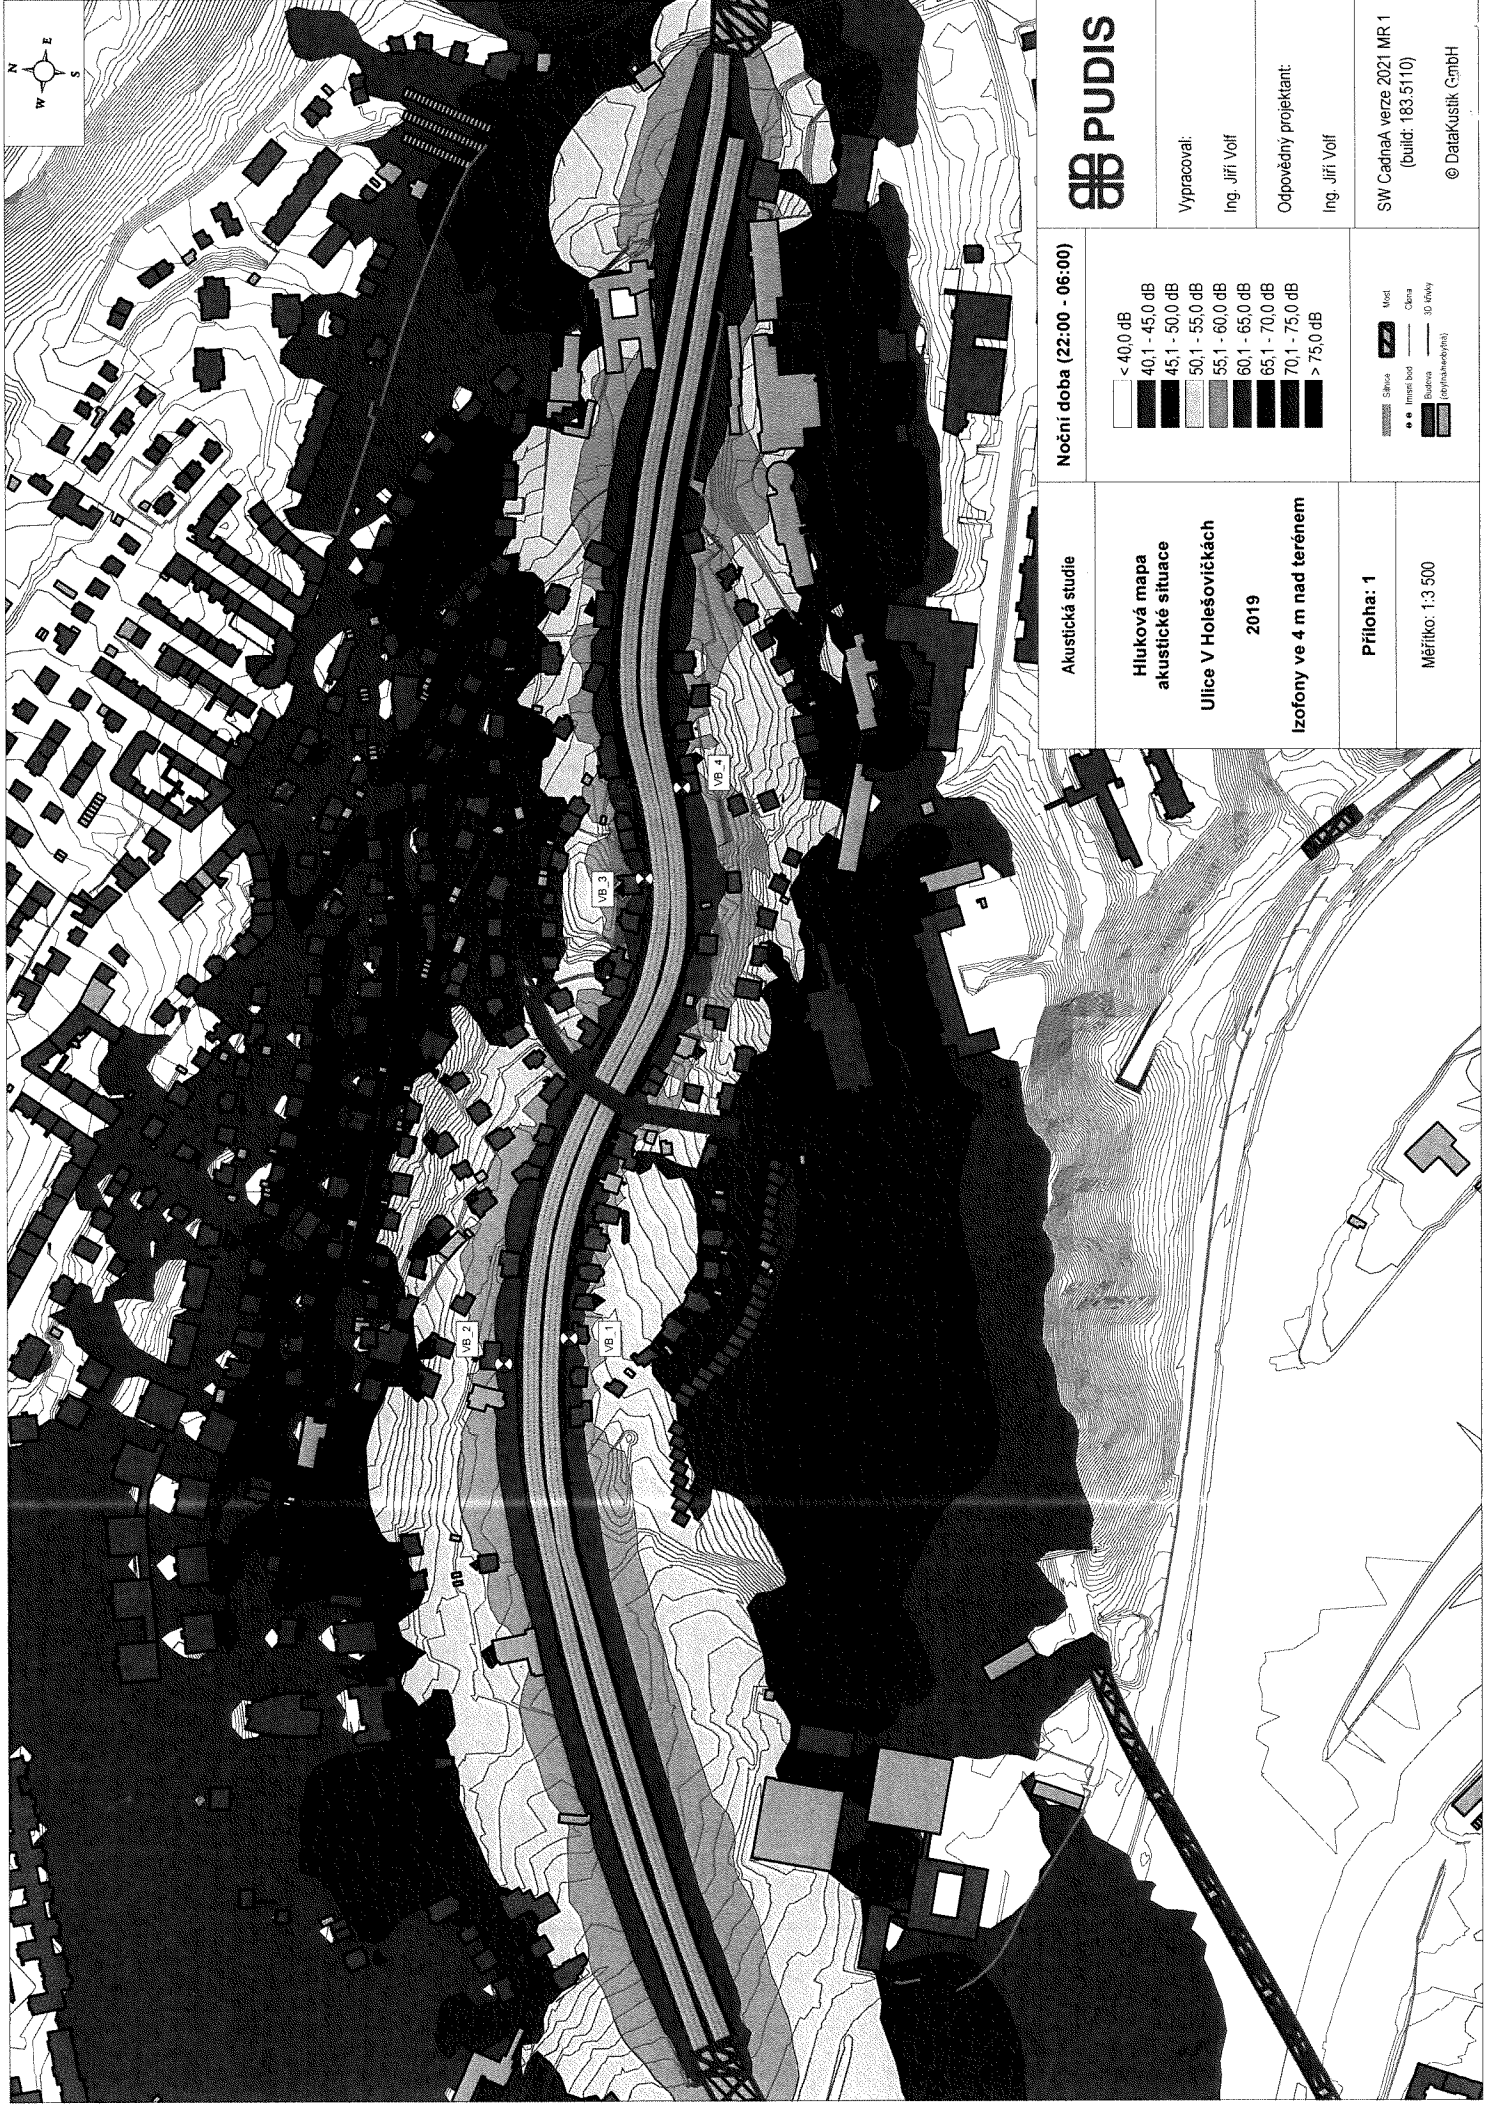 N
W E
S
VB_2
VB_1
VB_3
VB_4
Akustická studie
Hluková mapa
akustické situace
Ulice V Holešovičkách
2019
Izofony ve 4 m nad terénem
Příloha: 1
Měřítko: 1:3 500
Noční doba (22:00 - 06:00)
< 40,0 dB
40,1 - 45,0 dB
45,1 - 50,0 dB
50,1 - 55,0 dB
55,1 - 60,0 dB
60,1 - 65,0 dB
65,1 - 70,0 dB
70,1 - 75,0 dB
> 75,0 dB
Silnice
Most
Imisní bod
Clona
Budova
3D křivky
(obytná/neobytná)
PUDIS
Vypracoval:
Ing. Jiří Volf
Odpovědný projektant:
Ing. Jiří Volf
SW CadnaA verze 2021 MR 1
(build: 183.5110)
© DataKustik GmbH